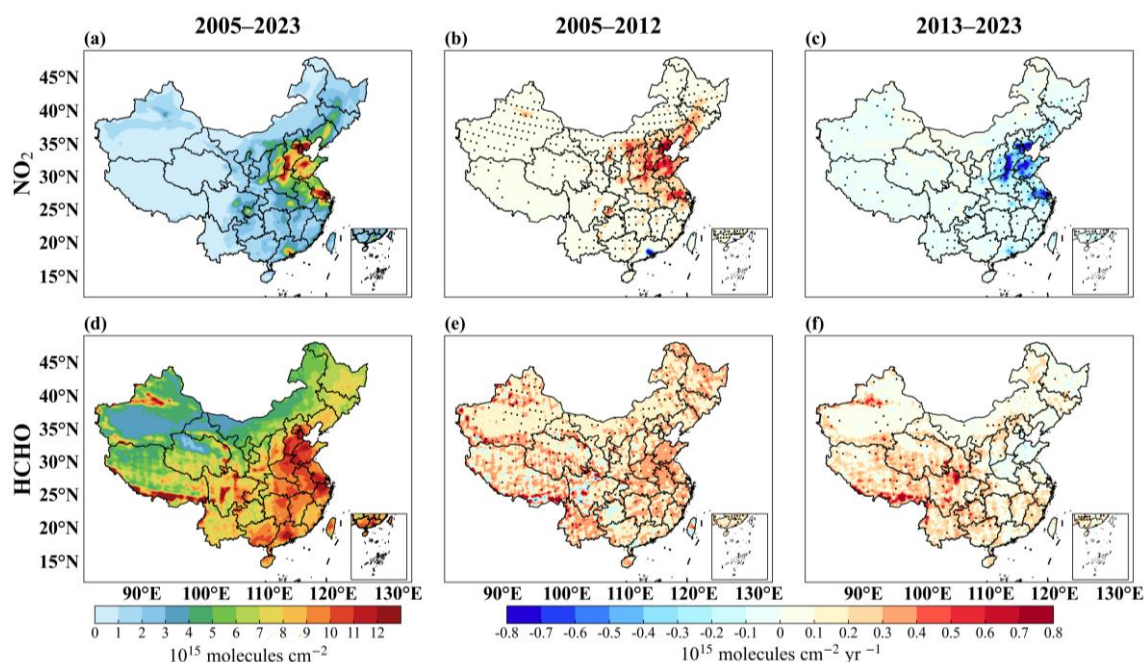 2005–2023 2005–2012 2013–2023
(a) (b) (c)
NO₂
45°N
40°N
35°N
30°N
25°N
20°N
15°N
(d) (e) (f)
HCHO
45°N
40°N
35°N
30°N
25°N
20°N
15°N
90°E 100°E 110°E 120°E 130°E 90°E 100°E 110°E 120°E 130°E 90°E 100°E 110°E 120°E 130°E
0 1 2 3 4 5 6 7 8 9 10 11 12 -0.8 -0.7 -0.6 -0.5 -0.4 -0.3 -0.2 -0.1 0 0.1 0.2 0.3 0.4 0.5 0.6 0.7 0.8
10¹⁵ molecules cm⁻² 10¹⁵ molecules cm⁻² yr ⁻¹